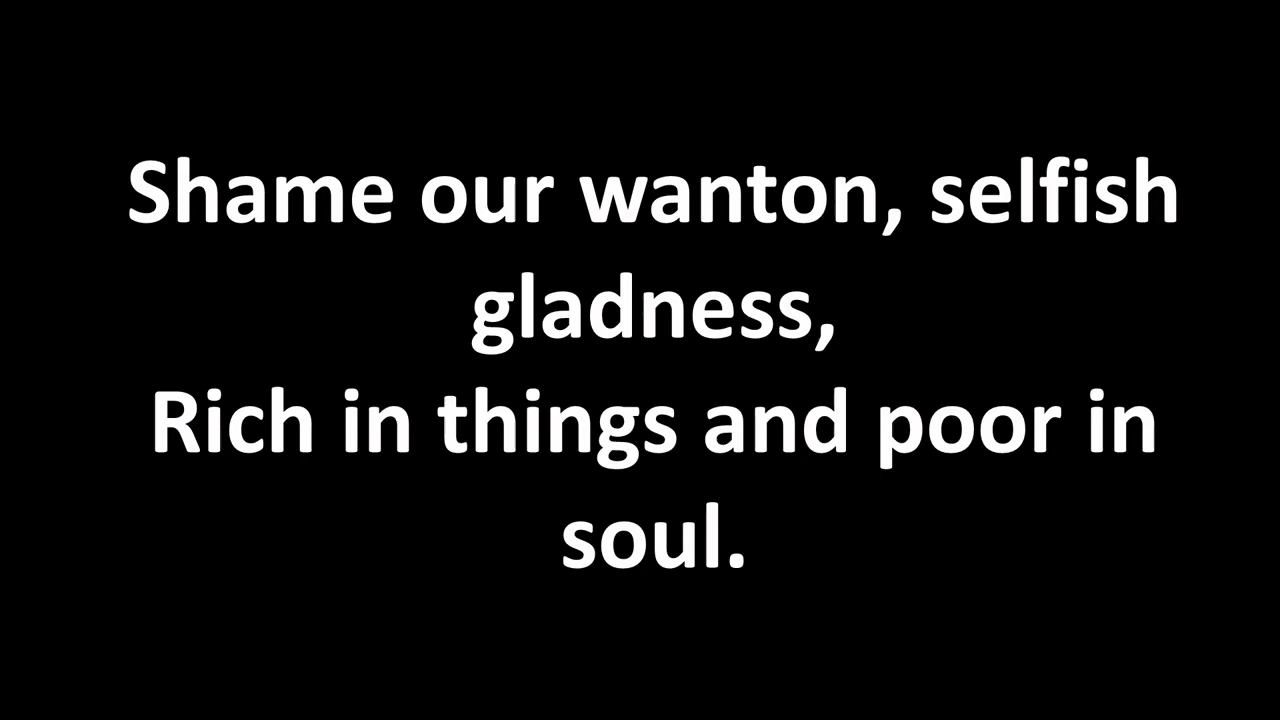 Shame our wanton, selfish
gladness,
Rich in things and poor in
soul.